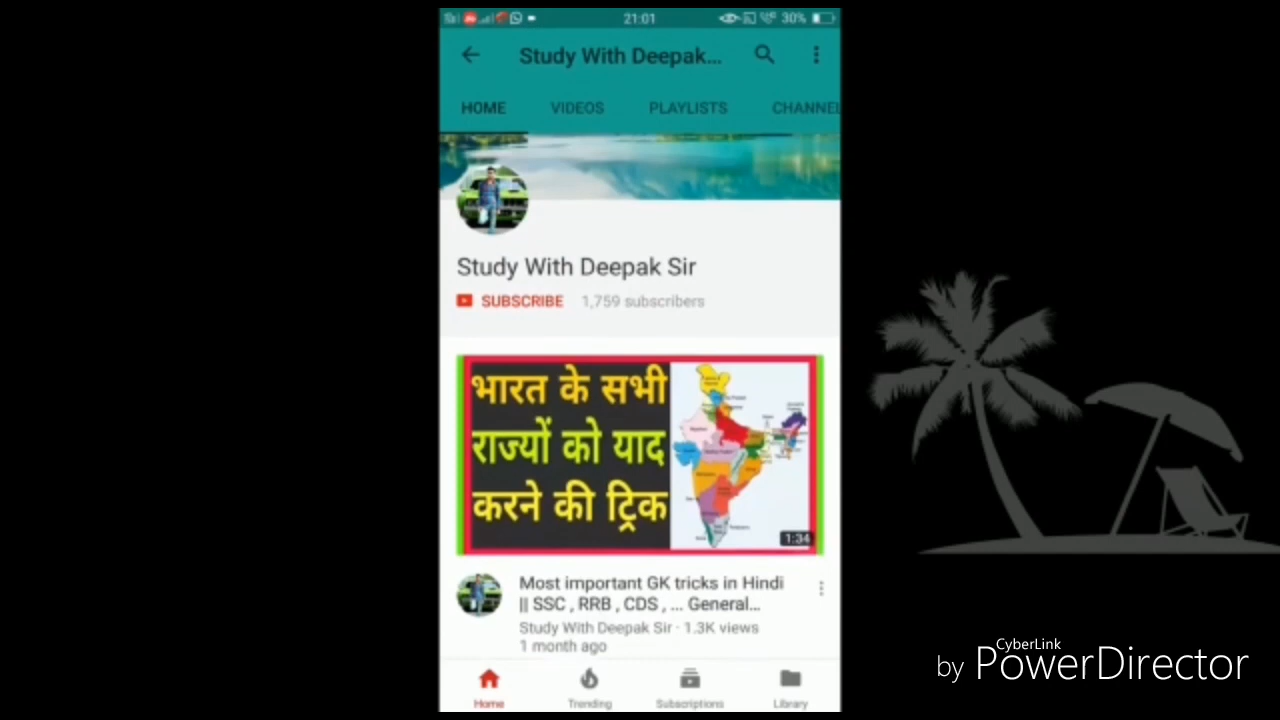 21:01
30%
Study With Deepak...
HOME VIDEOS PLAYLISTS CHANNEL
Study With Deepak Sir
SUBSCRIBE 1,759 subscribers
भारत के सभी
राज्यों को याद
करने की ट्रिक
1:34
Most important GK tricks in Hindi
|| SSC , RRB , CDS , ... General...
Study With Deepak Sir · 1.3K views
1 month ago
Home Trending Subscriptions Library
CyberLink
by PowerDirector